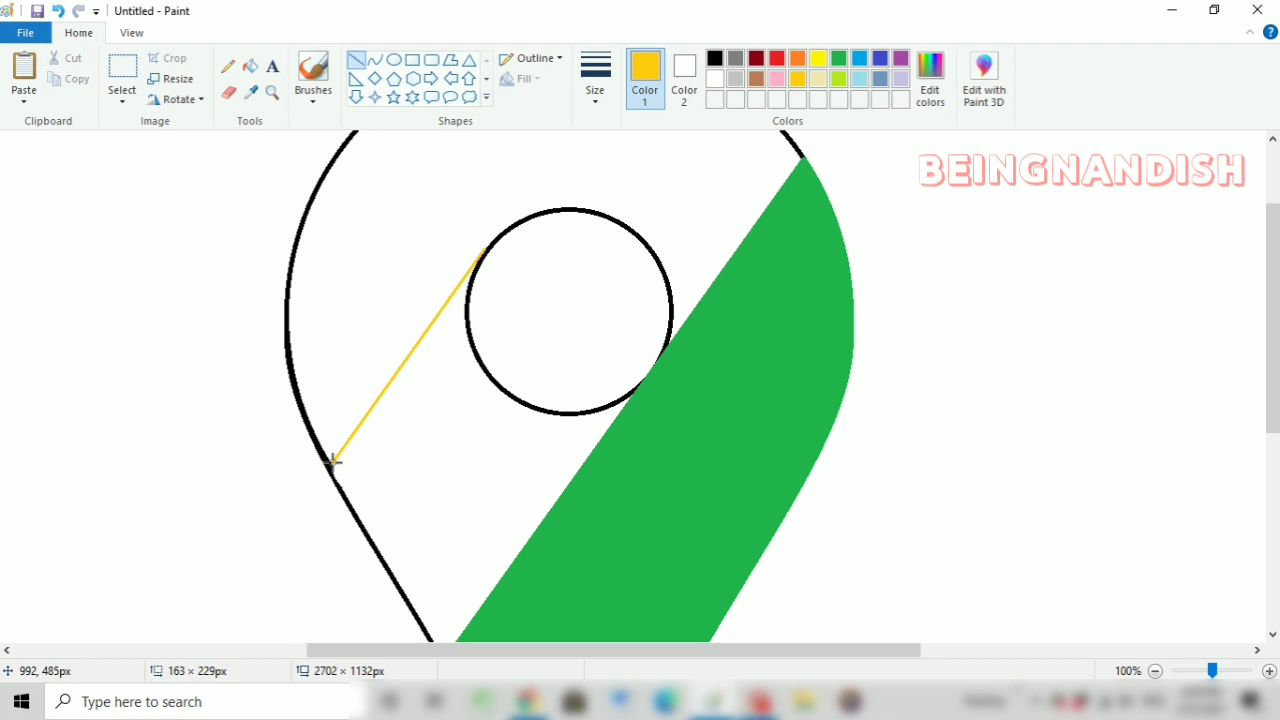 Untitled - Paint
File Home View
Paste
Cut
Copy
Clipboard
Select
Crop
Resize
Rotate
Image
Tools
Brushes
Shapes
Outline
Fill
Size
Color 1
Color 2
Colors
Edit colors
Edit with Paint 3D
BEINGNANDISH
992, 485px
163 × 229px
2702 × 1132px
100%
Type here to search